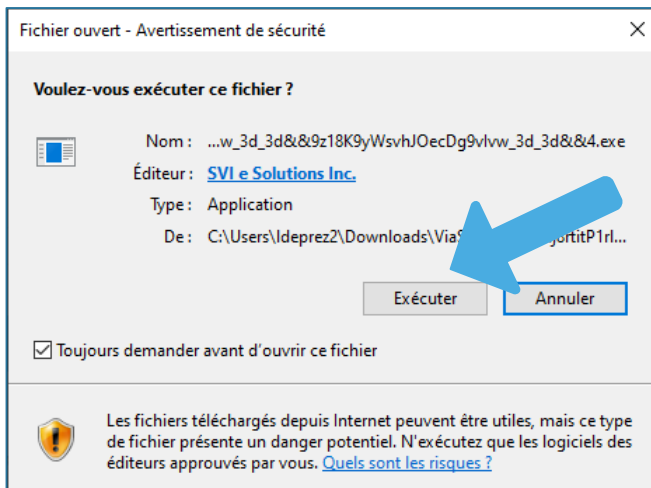 Fichier ouvert - Avertissement de sécurité
Voulez-vous exécuter ce fichier ?
Nom : ...w_3d_3d&&9z18K9yWsvhJOecDg9vlvw_3d_3d&&4.exe
Éditeur : SVI e Solutions Inc.
Type : Application
De : C:\Users\ldeprez2\Downloads\ViaS
Exécuter
Annuler
Toujours demander avant d'ouvrir ce fichier
Les fichiers téléchargés depuis Internet peuvent être utiles, mais ce type
de fichier présente un danger potentiel. N'exécutez que les logiciels des
éditeurs approuvés par vous. Quels sont les risques ?